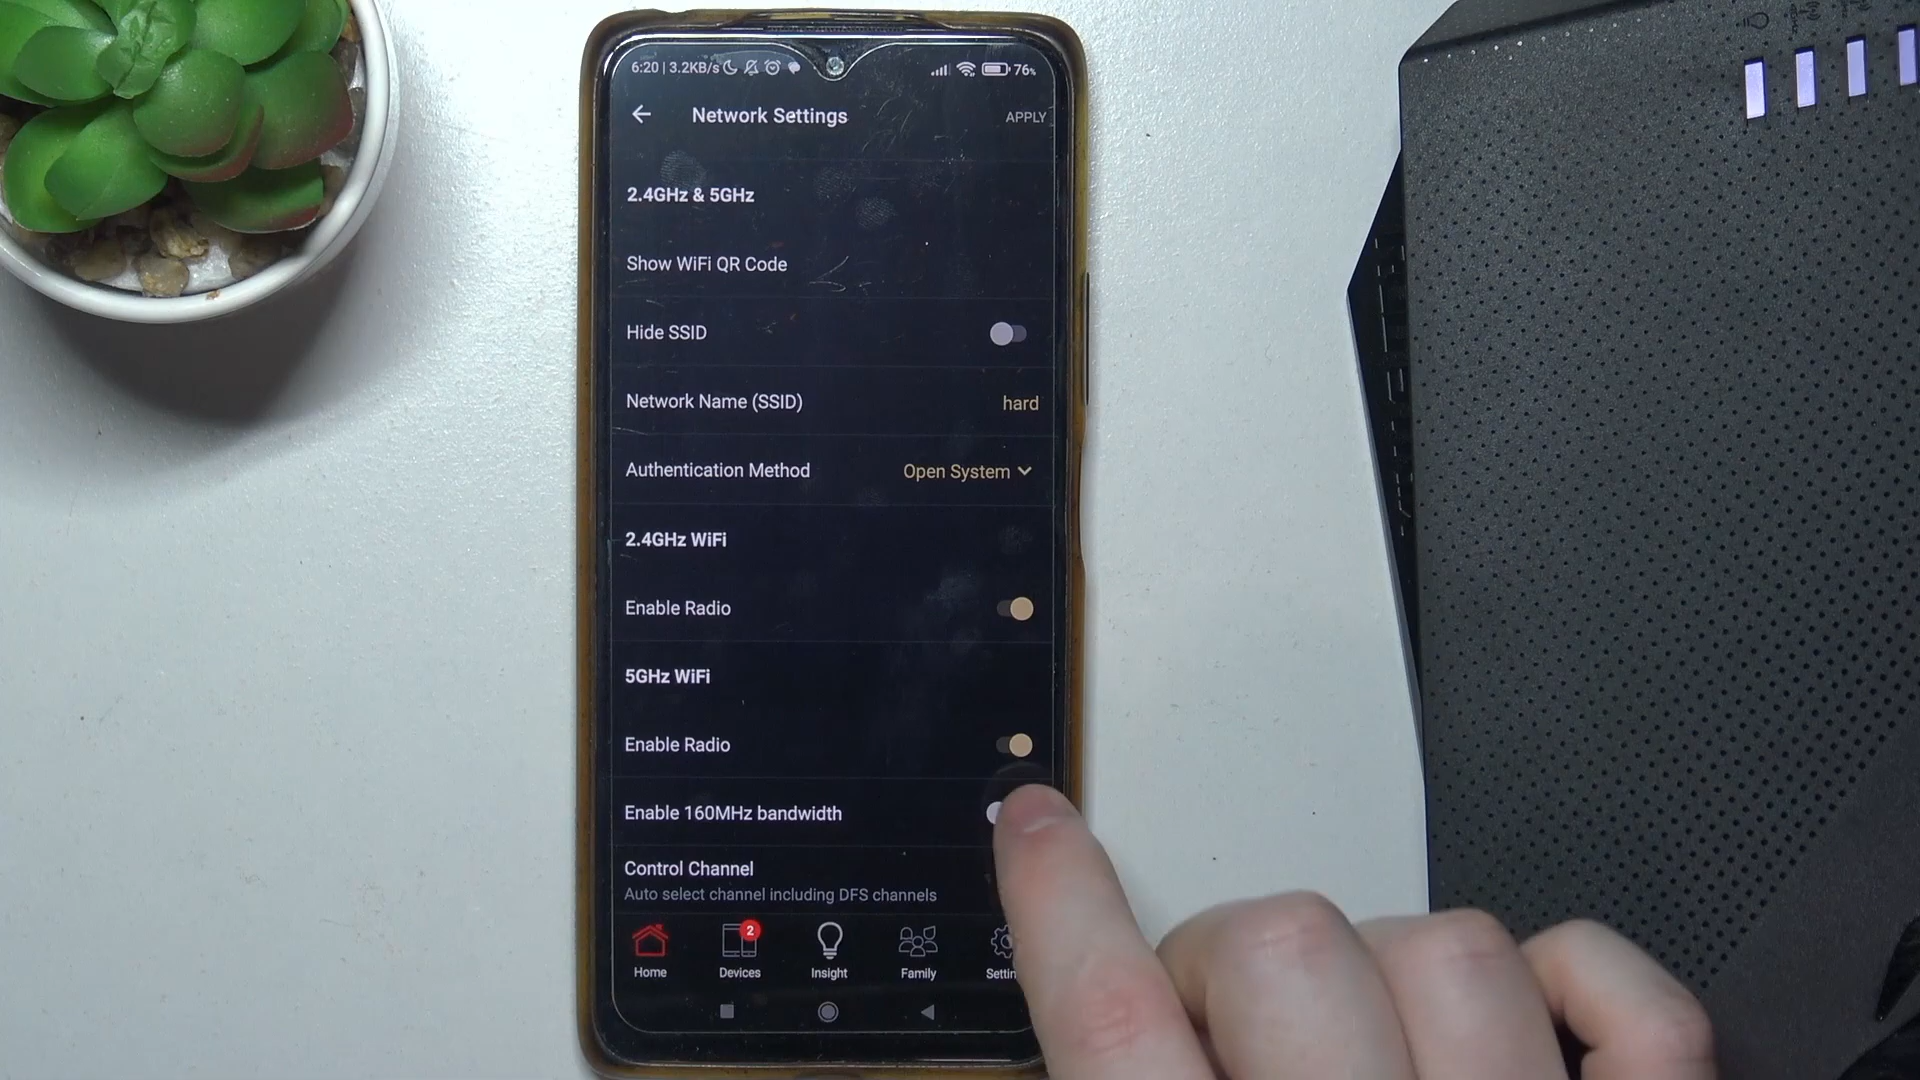 6:20 | 3.2KB/s
76%
Network Settings
APPLY
2.4GHz & 5GHz
Show WiFi QR Code
Hide SSID
Network Name (SSID)
hard
Authentication Method
Open System
2.4GHz WiFi
Enable Radio
5GHz WiFi
Enable Radio
Enable 160MHz bandwidth
Control Channel
Auto select channel including DFS channels
2
Home
Devices
Insight
Family